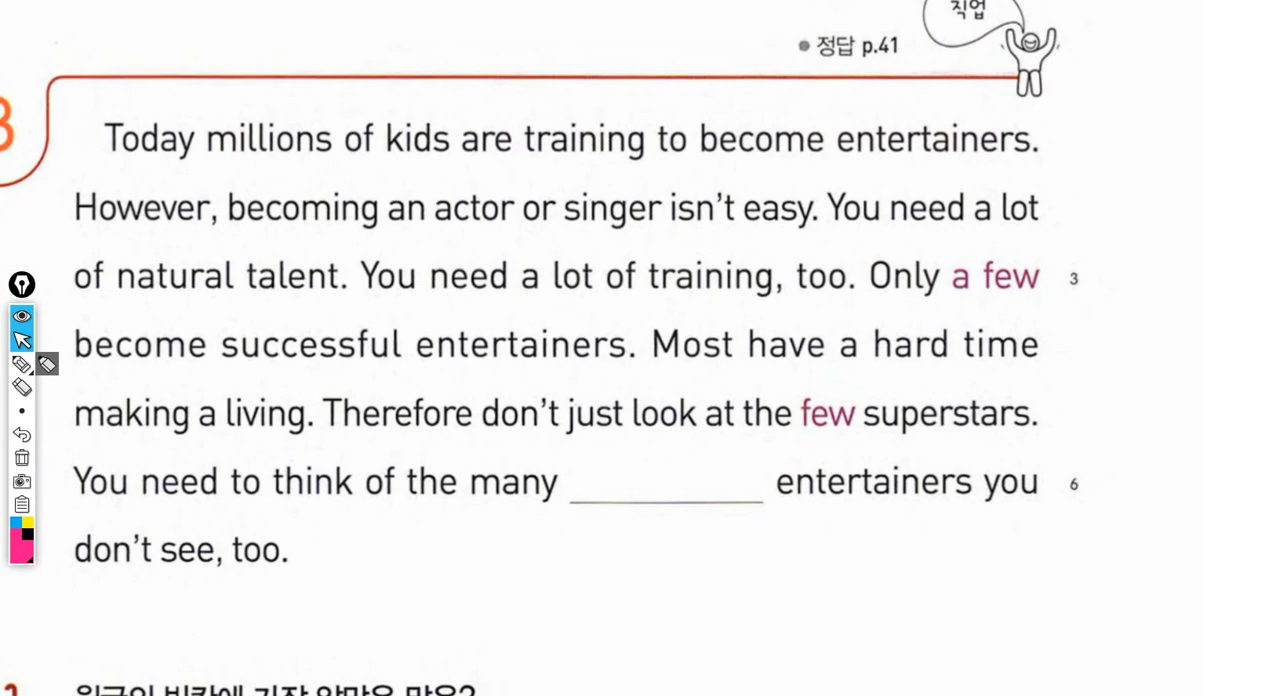 직업
정답 p.41
Today millions of kids are training to become entertainers.
However, becoming an actor or singer isn't easy. You need a lot
of natural talent. You need a lot of training, too. Only a few 3
become successful entertainers. Most have a hard time
making a living. Therefore don't just look at the few superstars.
You need to think of the many __________ entertainers you 6
don't see, too.